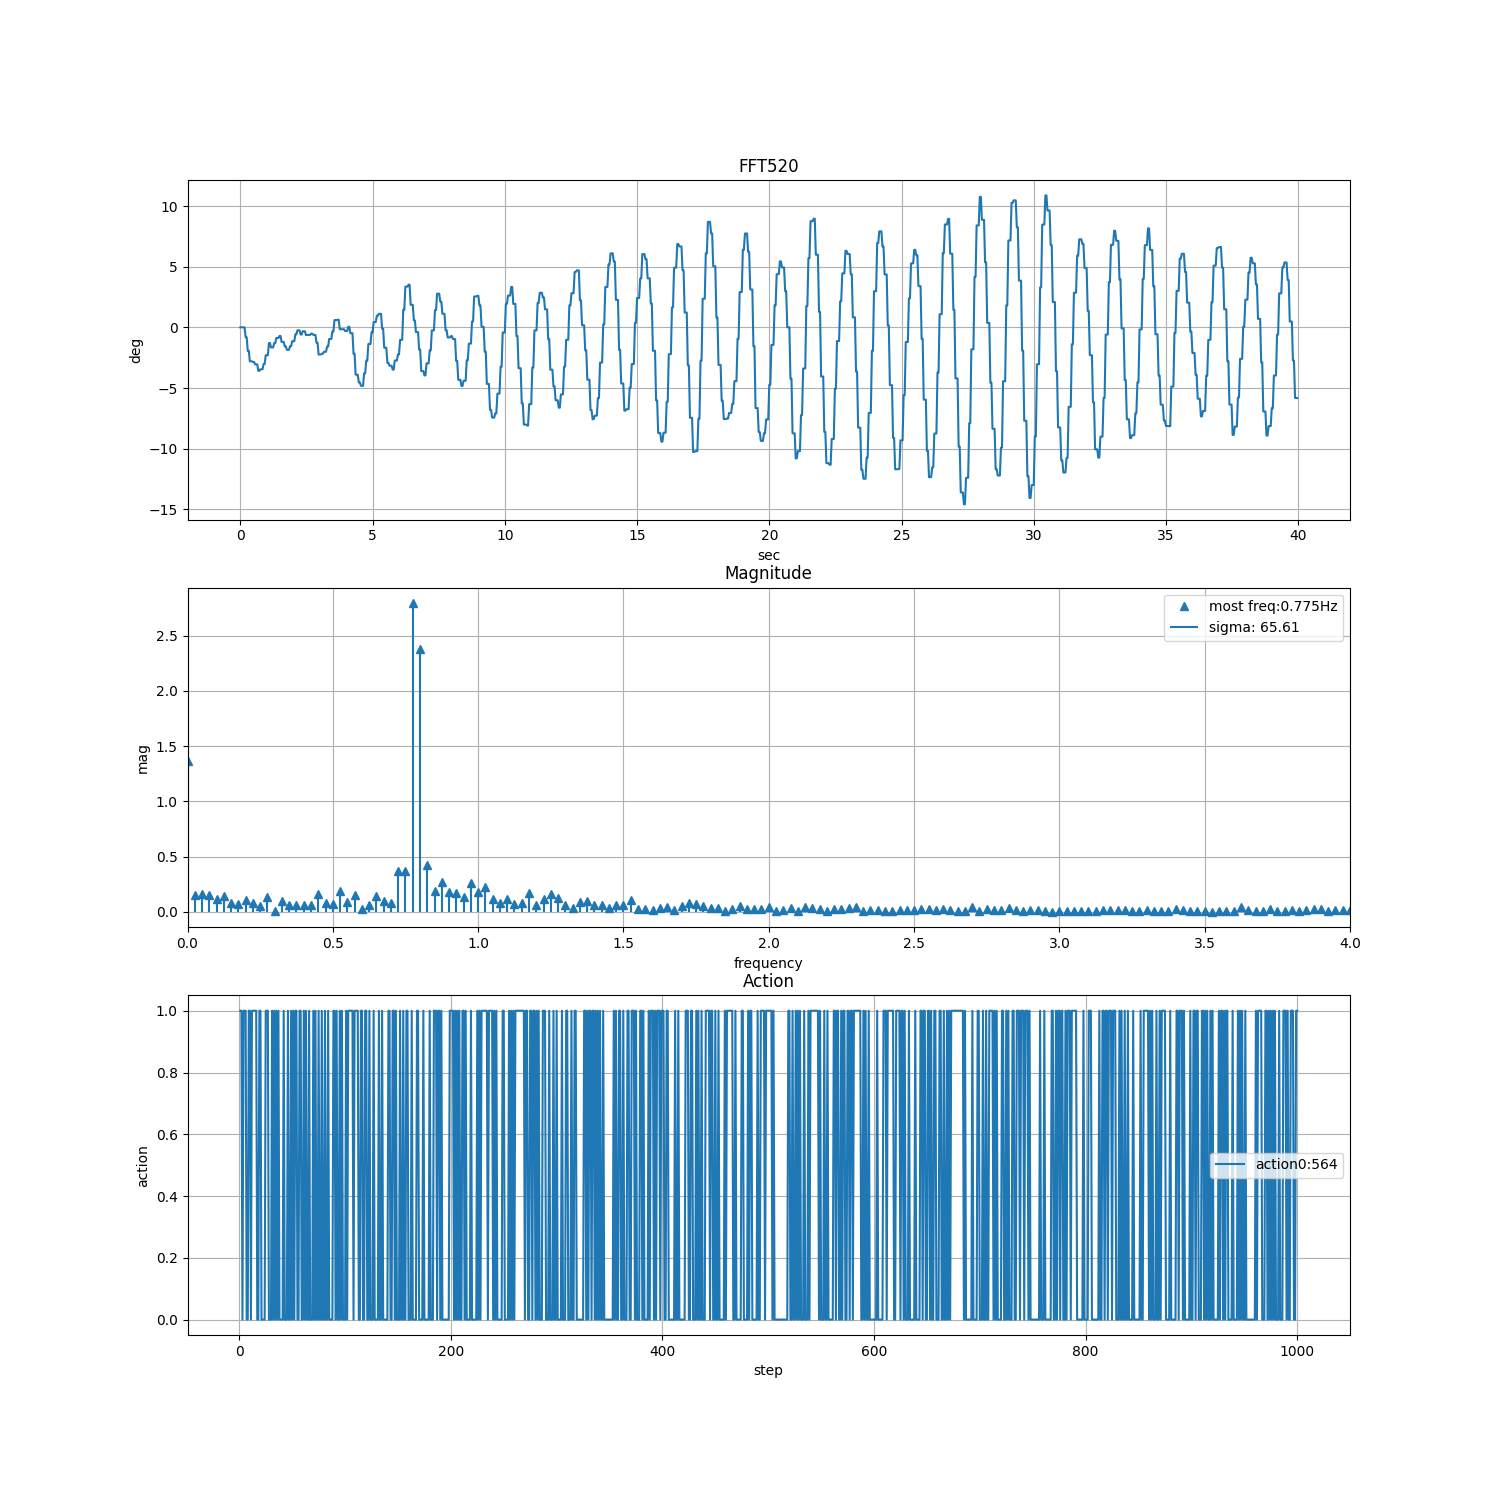 FFT520
10
5
0
−5
−10
−15
deg
0 5 10 15 20 25 30 35 40
sec
Magnitude
most freq:0.775Hz
sigma: 65.61
2.5
2.0
1.5
1.0
0.5
0.0
mag
0.0 0.5 1.0 1.5 2.0 2.5 3.0 3.5 4.0
frequency
Action
1.0
0.8
0.6
0.4
0.2
0.0
action
action0:564
0 200 400 600 800 1000
step